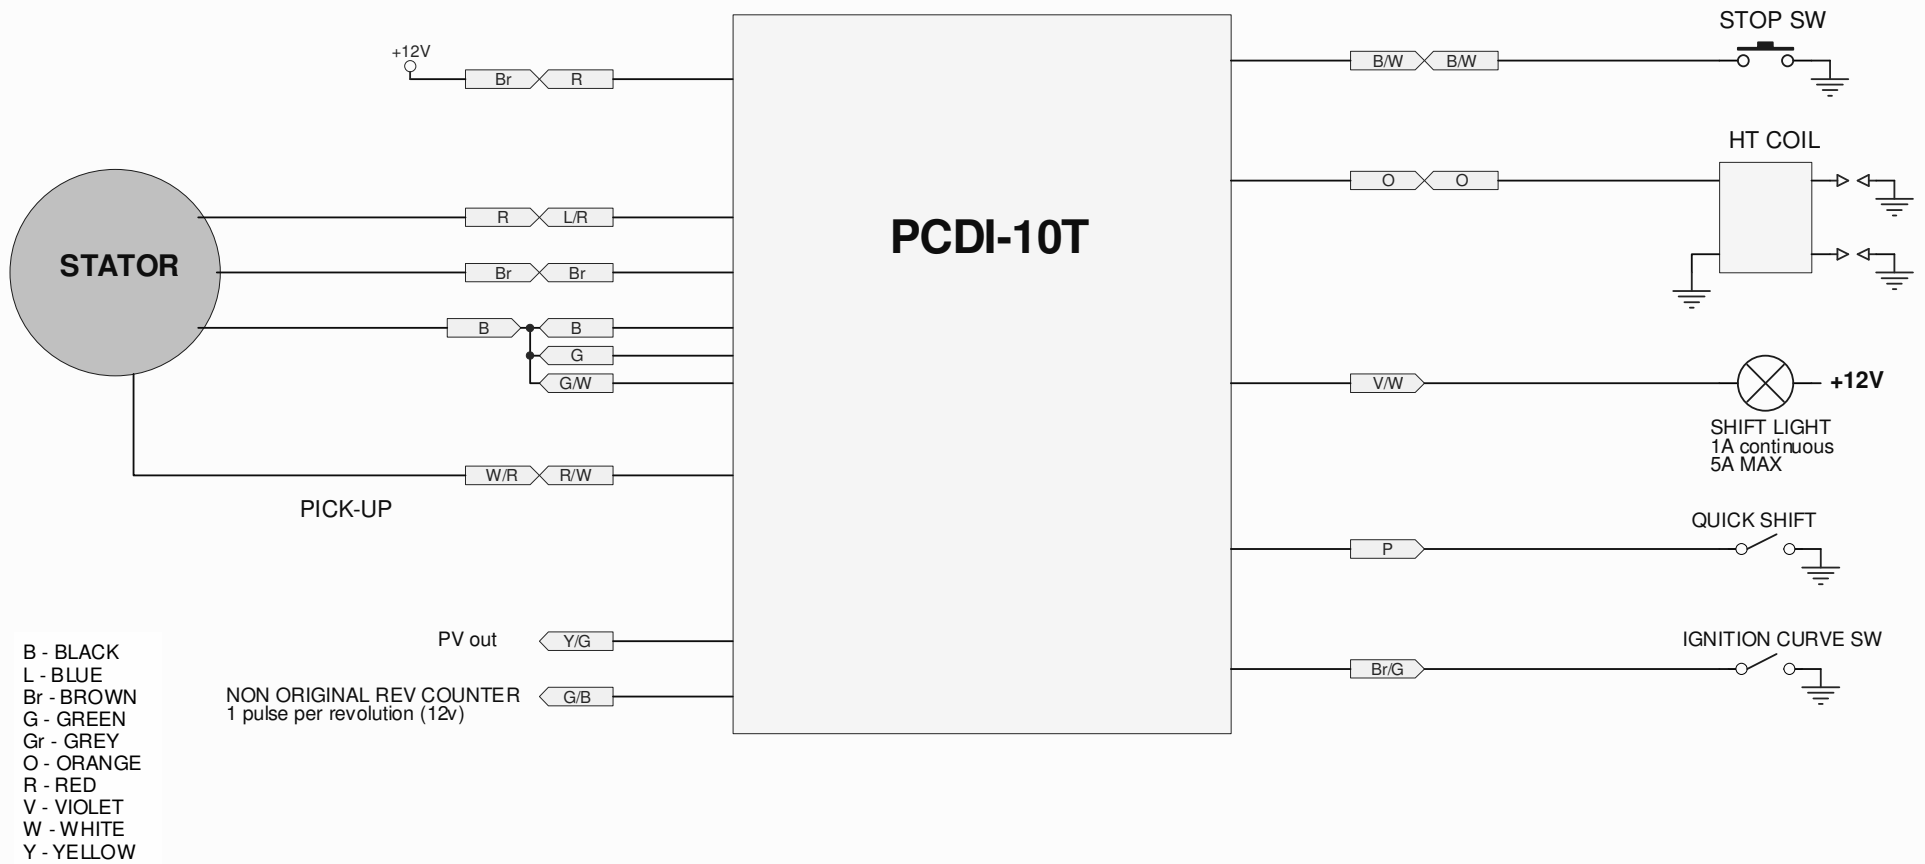 STOP SW
+12V
Br R
B/W B/W
HT COIL
O O
R L/R
PCDI-10T
STATOR
Br Br
B B
G
G/W
V/W
+12V
SHIFT LIGHT
1A continuous
5A MAX
W/R R/W
PICK-UP
QUICK SHIFT
P
PV out
Y/G
IGNITION CURVE SW
Br/G
NON ORIGINAL REV COUNTER
1 pulse per revolution (12v)
G/B
B - BLACK
L - BLUE
Br - BROWN
G - GREEN
Gr - GREY
O - ORANGE
R - RED
V - VIOLET
W - WHITE
Y - YELLOW